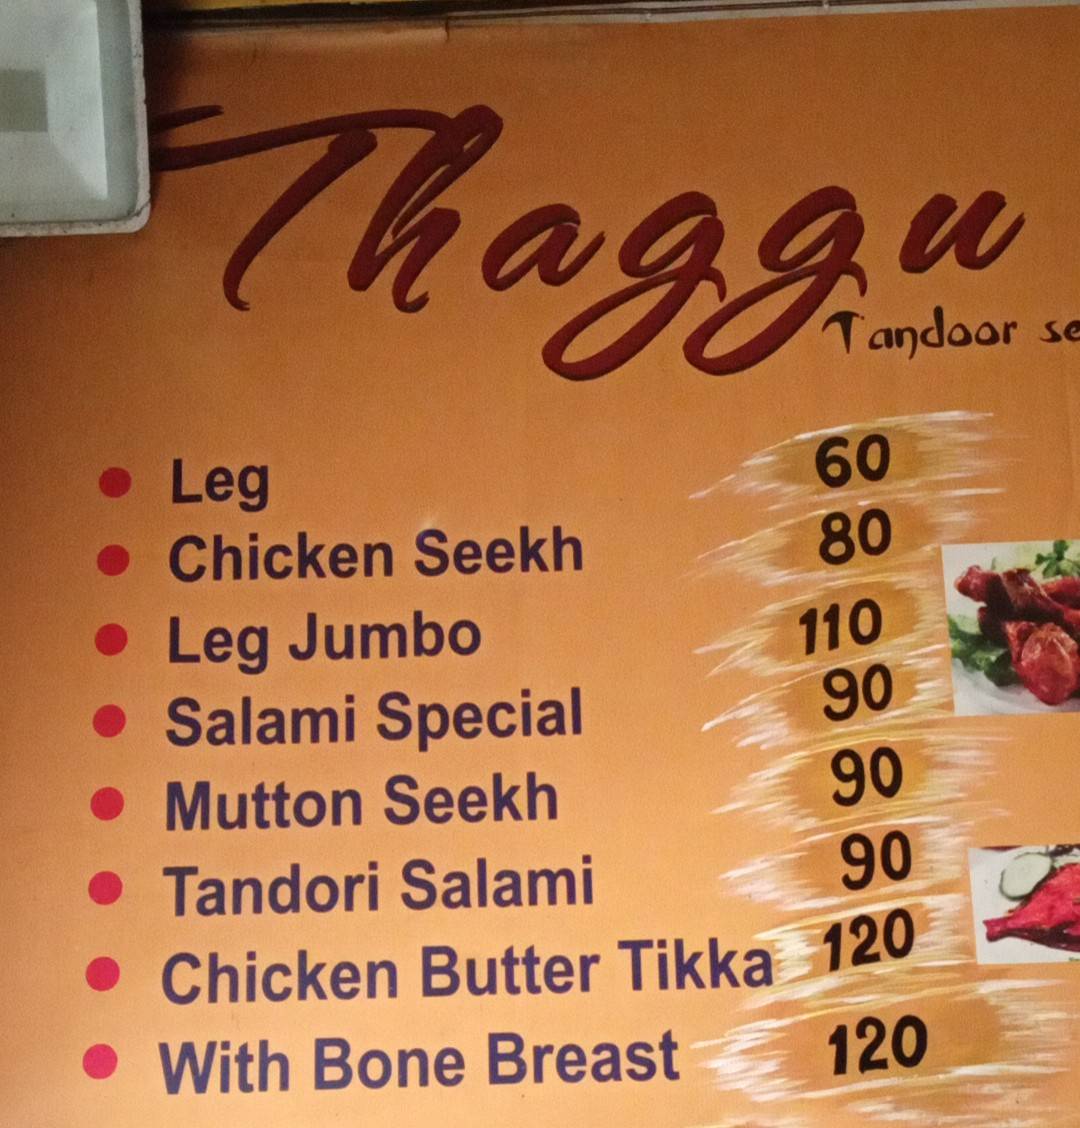 Thaggu
Tandoor se
Leg 60
Chicken Seekh 80
Leg Jumbo 110
Salami Special 90
Mutton Seekh 90
Tandori Salami 90
Chicken Butter Tikka 120
With Bone Breast 120